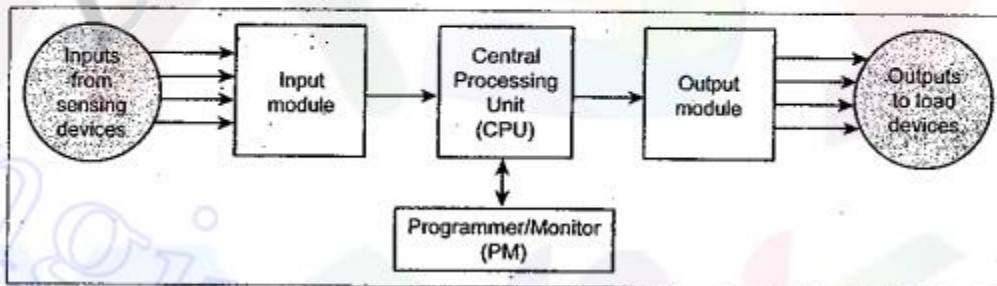 Inputs
from
sensing
devices
Input
module
Central
Processing
Unit
(CPU)
Output
module
Outputs
to load
devices
Programmer/Monitor
(PM)